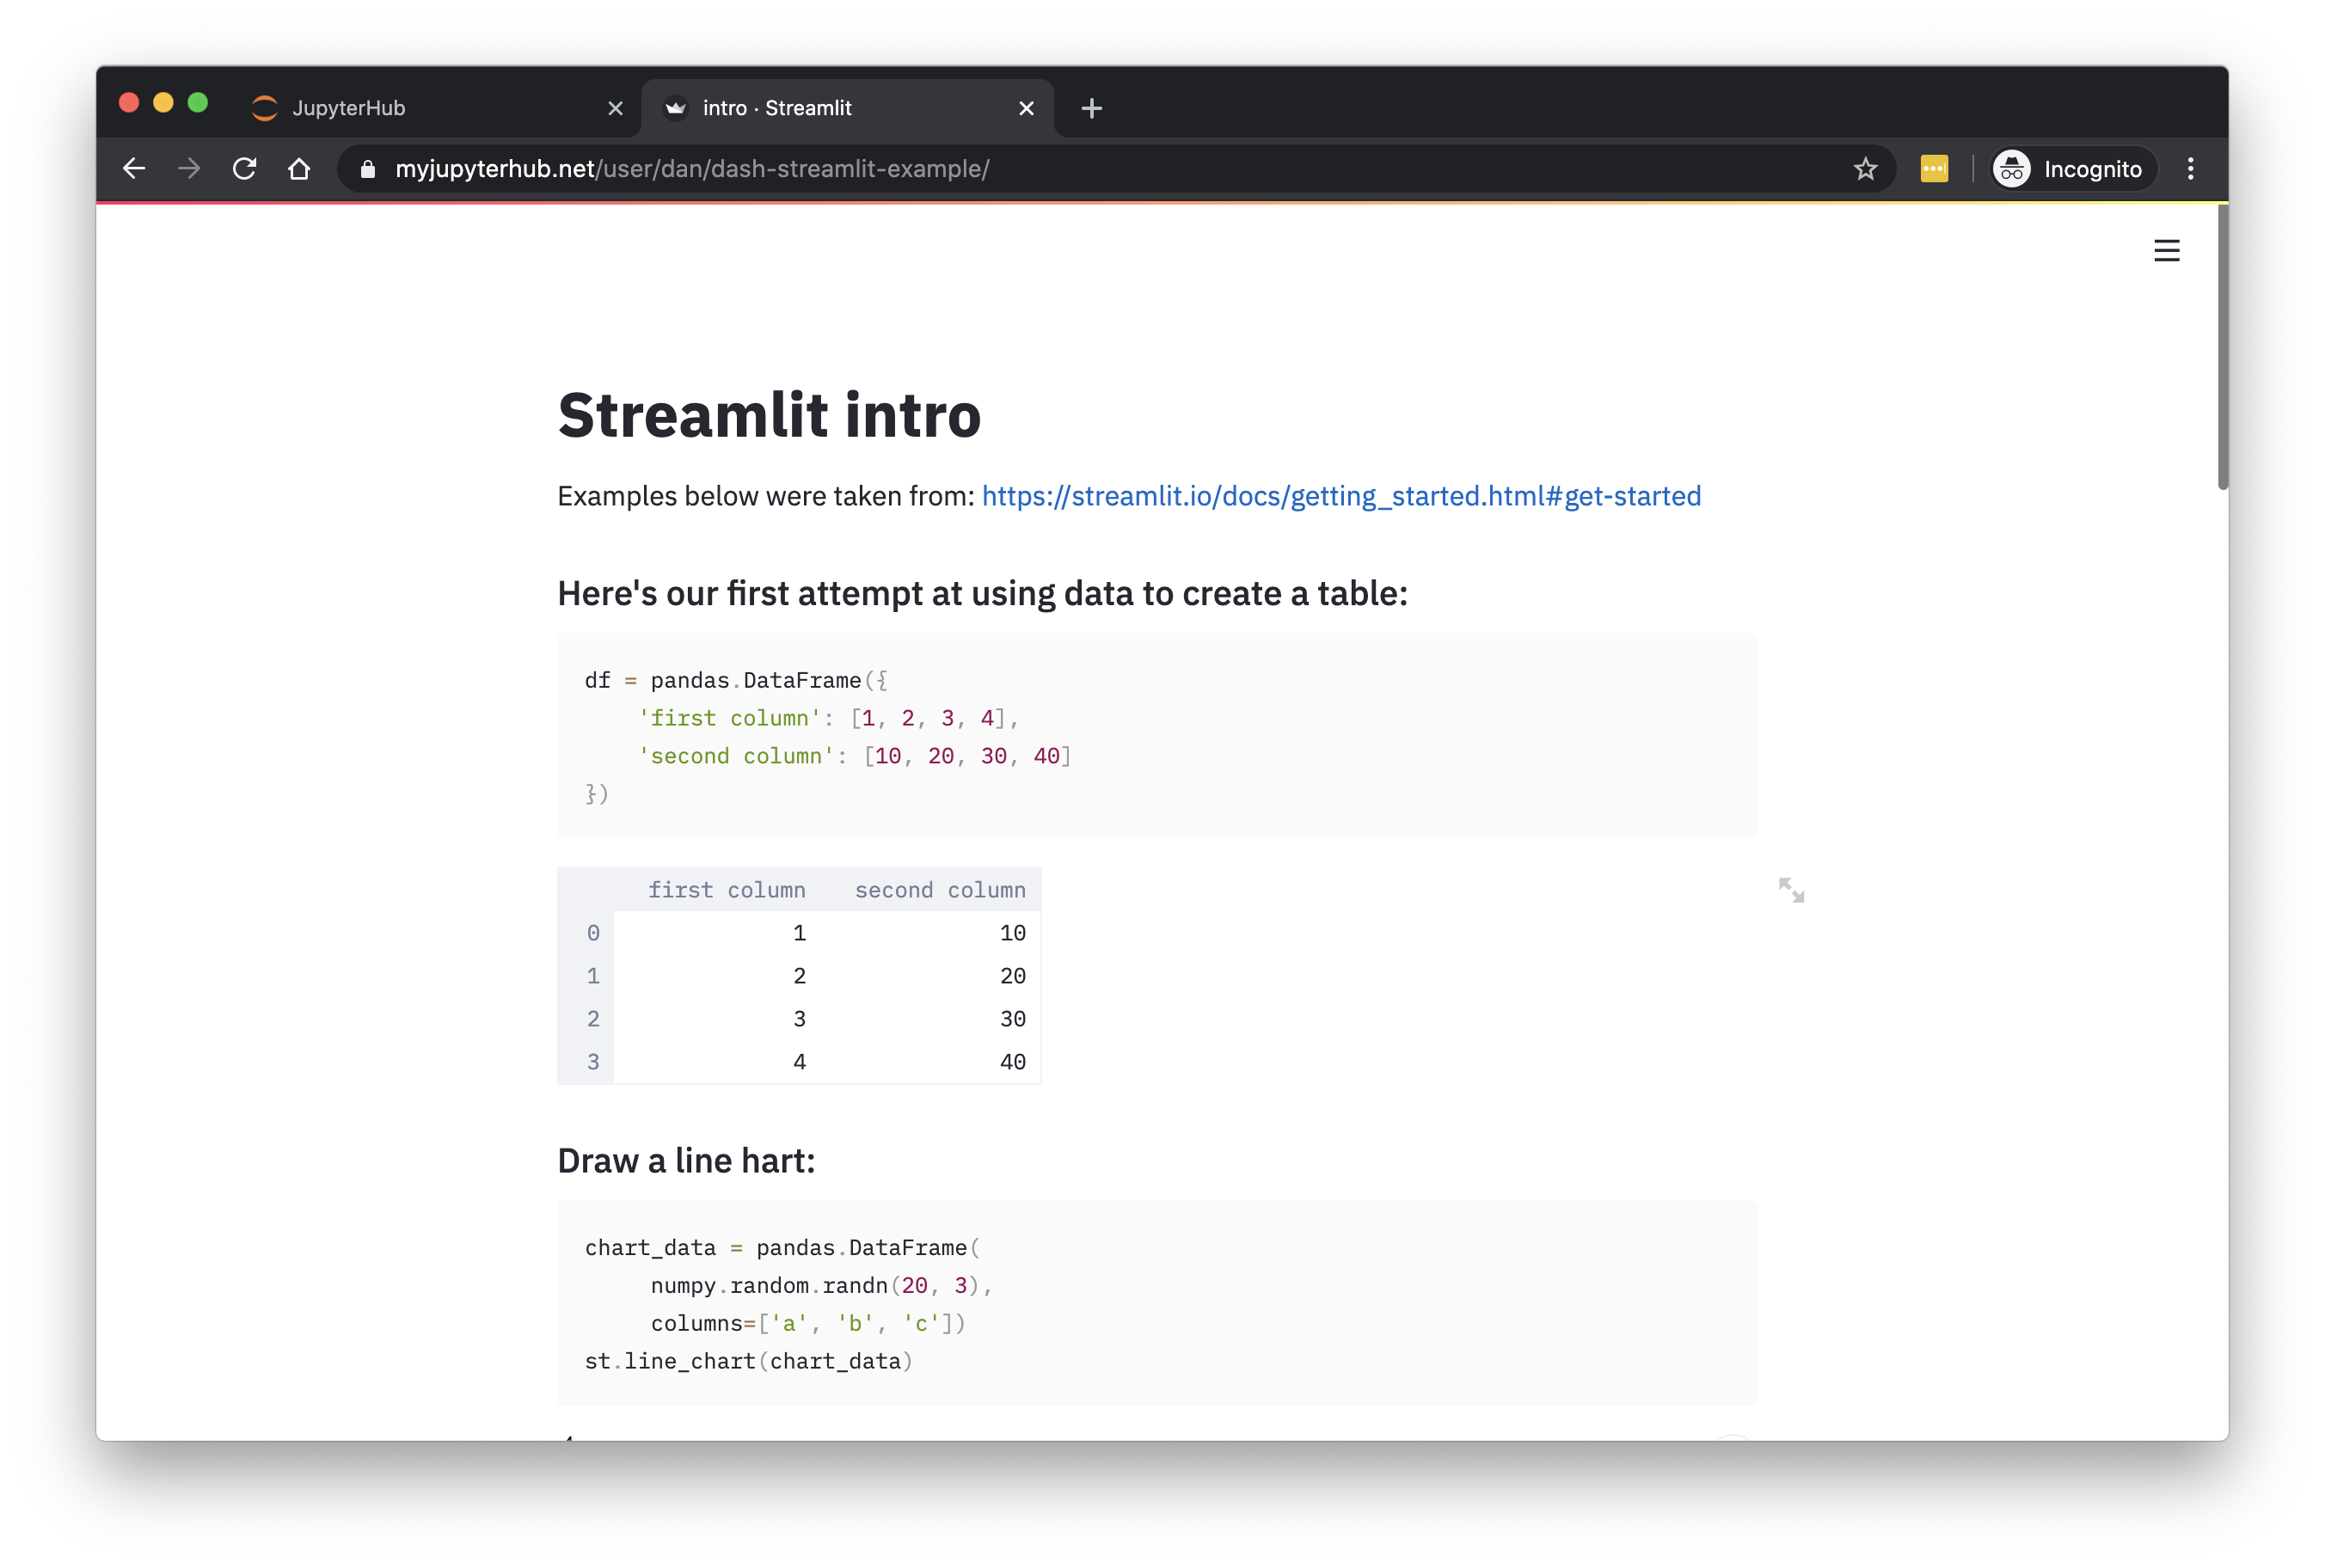 JupyterHub
intro · Streamlit
myjupyterhub.net/user/dan/dash-streamlit-example/
Incognito
Streamlit intro
Examples below were taken from: https://streamlit.io/docs/getting_started.html#get-started
Here's our first attempt at using data to create a table:
df = pandas.DataFrame({
    'first column': [1, 2, 3, 4],
    'second column': [10, 20, 30, 40]
})
first column second column
0 1 10
1 2 20
2 3 30
3 4 40
Draw a line hart:
chart_data = pandas.DataFrame(
     numpy.random.randn(20, 3),
     columns=['a', 'b', 'c'])
st.line_chart(chart_data)